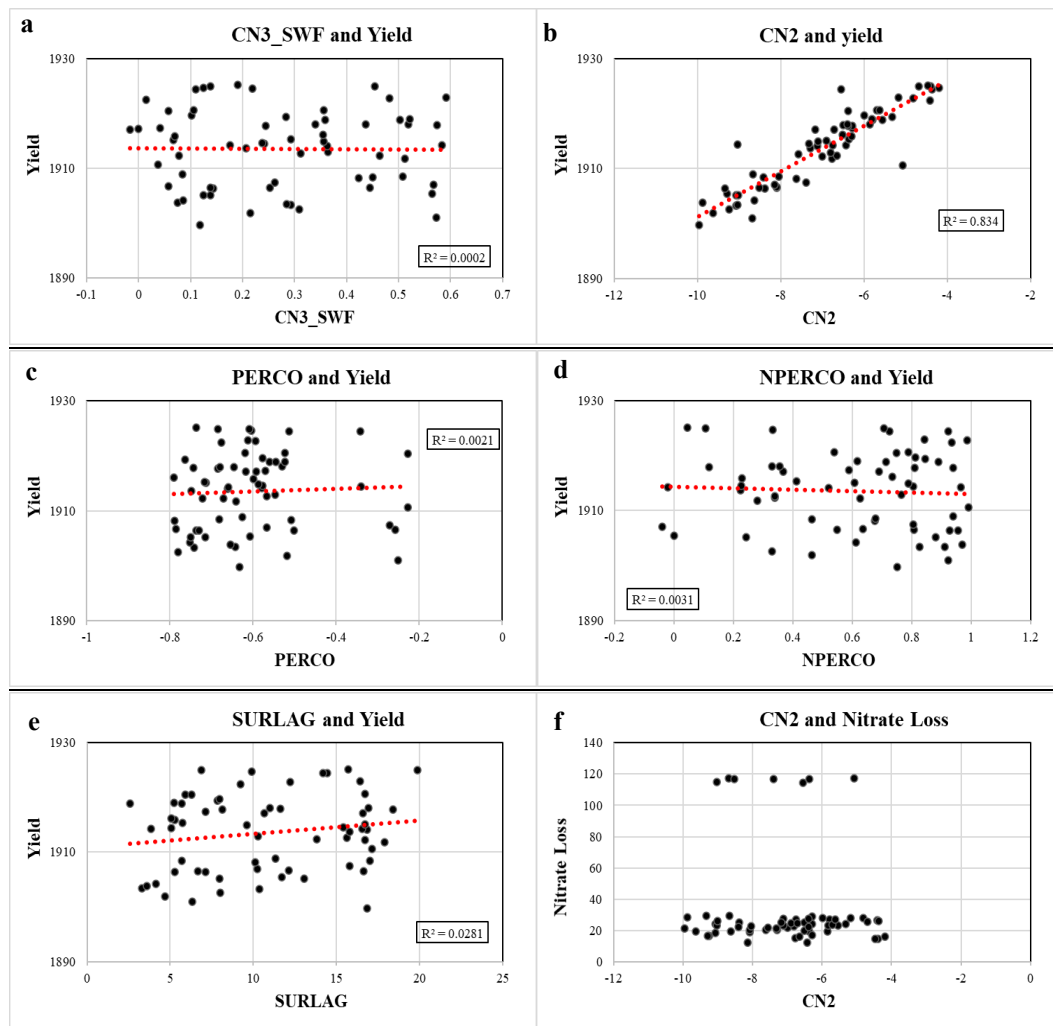 a
CN3_SWF and Yield
1930
1910
1890
Yield
-0.1
0
0.1
0.2
0.3
0.4
0.5
0.6
0.7
CN3_SWF
R² = 0.0002
b
CN2 and yield
1930
1910
1890
Yield
-12
-10
-8
-6
-4
-2
CN2
R² = 0.834
c
PERCO and Yield
1930
1910
1890
Yield
-1
-0.8
-0.6
-0.4
-0.2
0
PERCO
R² = 0.0021
d
NPERCO and Yield
1930
1910
1890
Yield
-0.2
0
0.2
0.4
0.6
0.8
1
1.2
NPERCO
R² = 0.0031
e
SURLAG and Yield
1930
1910
1890
Yield
0
5
10
15
20
25
SURLAG
R² = 0.0281
f
CN2 and Nitrate Loss
140
120
100
80
60
40
20
0
Nitrate Loss
-12
-10
-8
-6
-4
-2
0
CN2